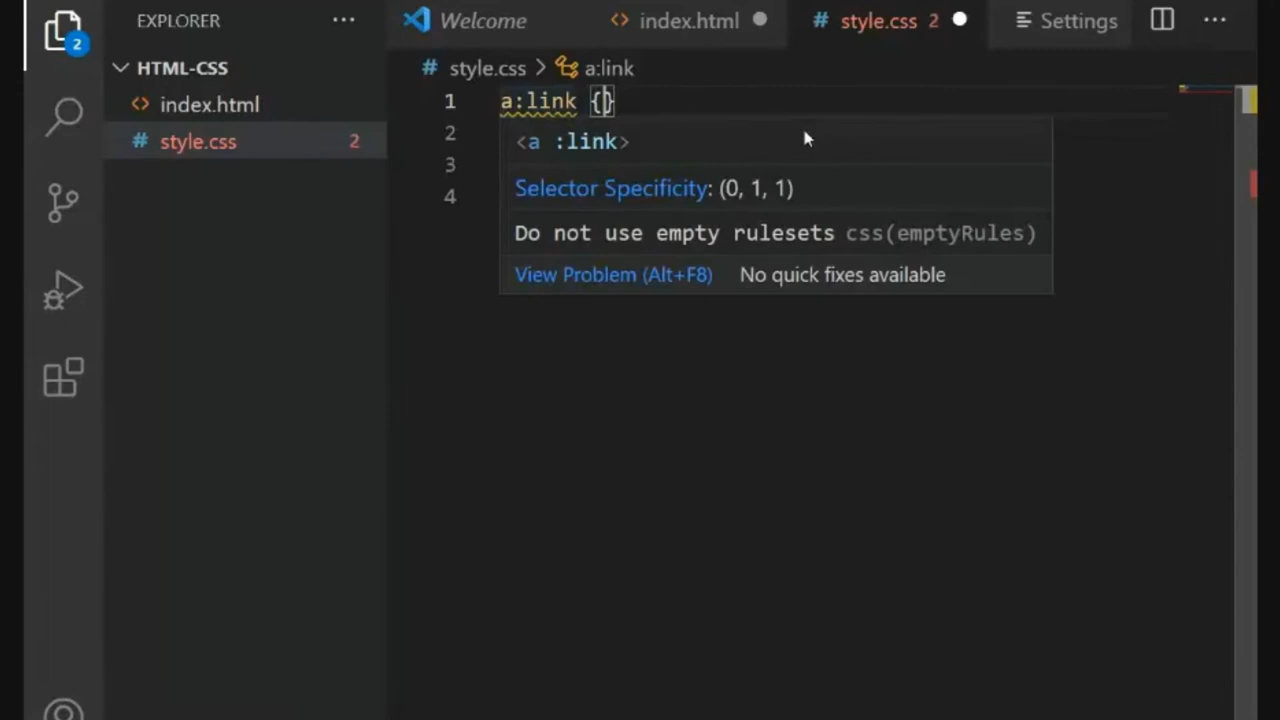 EXPLORER ...
Welcome
index.html
style.css 2
Settings
...
2
HTML-CSS
index.html
style.css 2
# style.css > a:link
1 a:link {}
2
3
4
<a :link>
Selector Specificity: (0, 1, 1)
Do not use empty rulesets css(emptyRules)
View Problem (Alt+F8) No quick fixes available